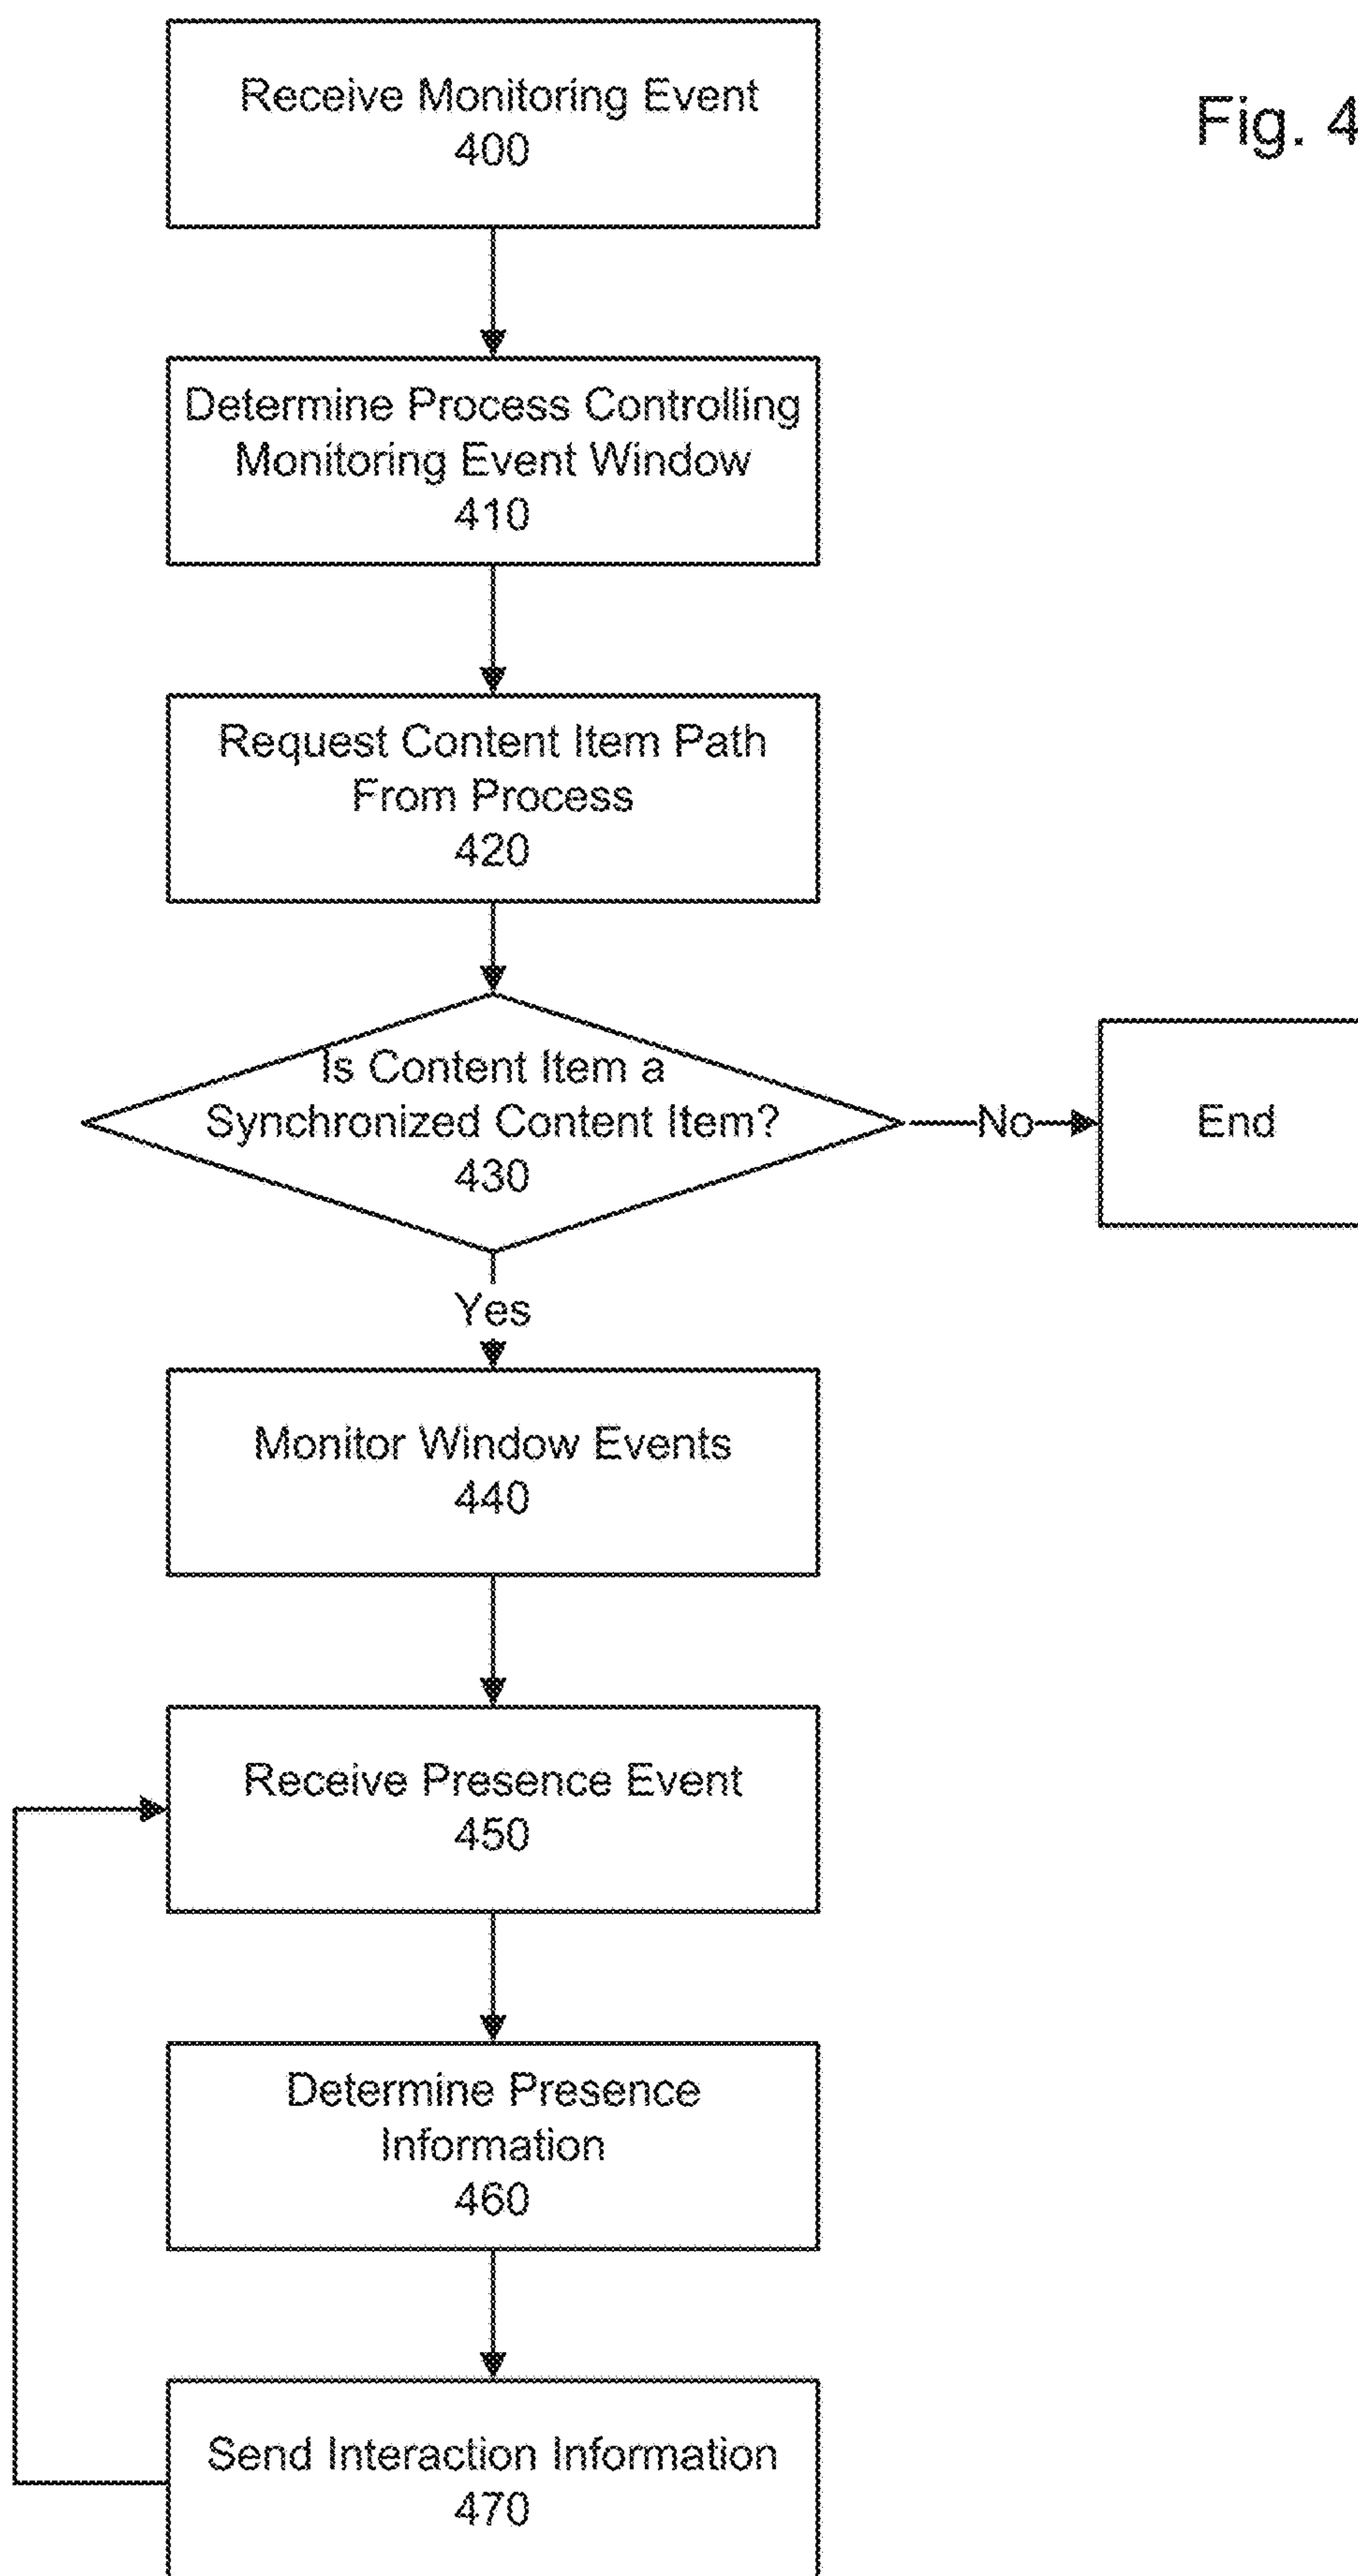 Receive Monitoring Event
400
Fig. 4
Determine Process Controlling
Monitoring Event Window
410
Request Content Item Path
From Process
420
Is Content Item a
Synchronized Content Item?
430
No
End
Yes
Monitor Window Events
440
Receive Presence Event
450
Determine Presence
Information
460
Send Interaction Information
470